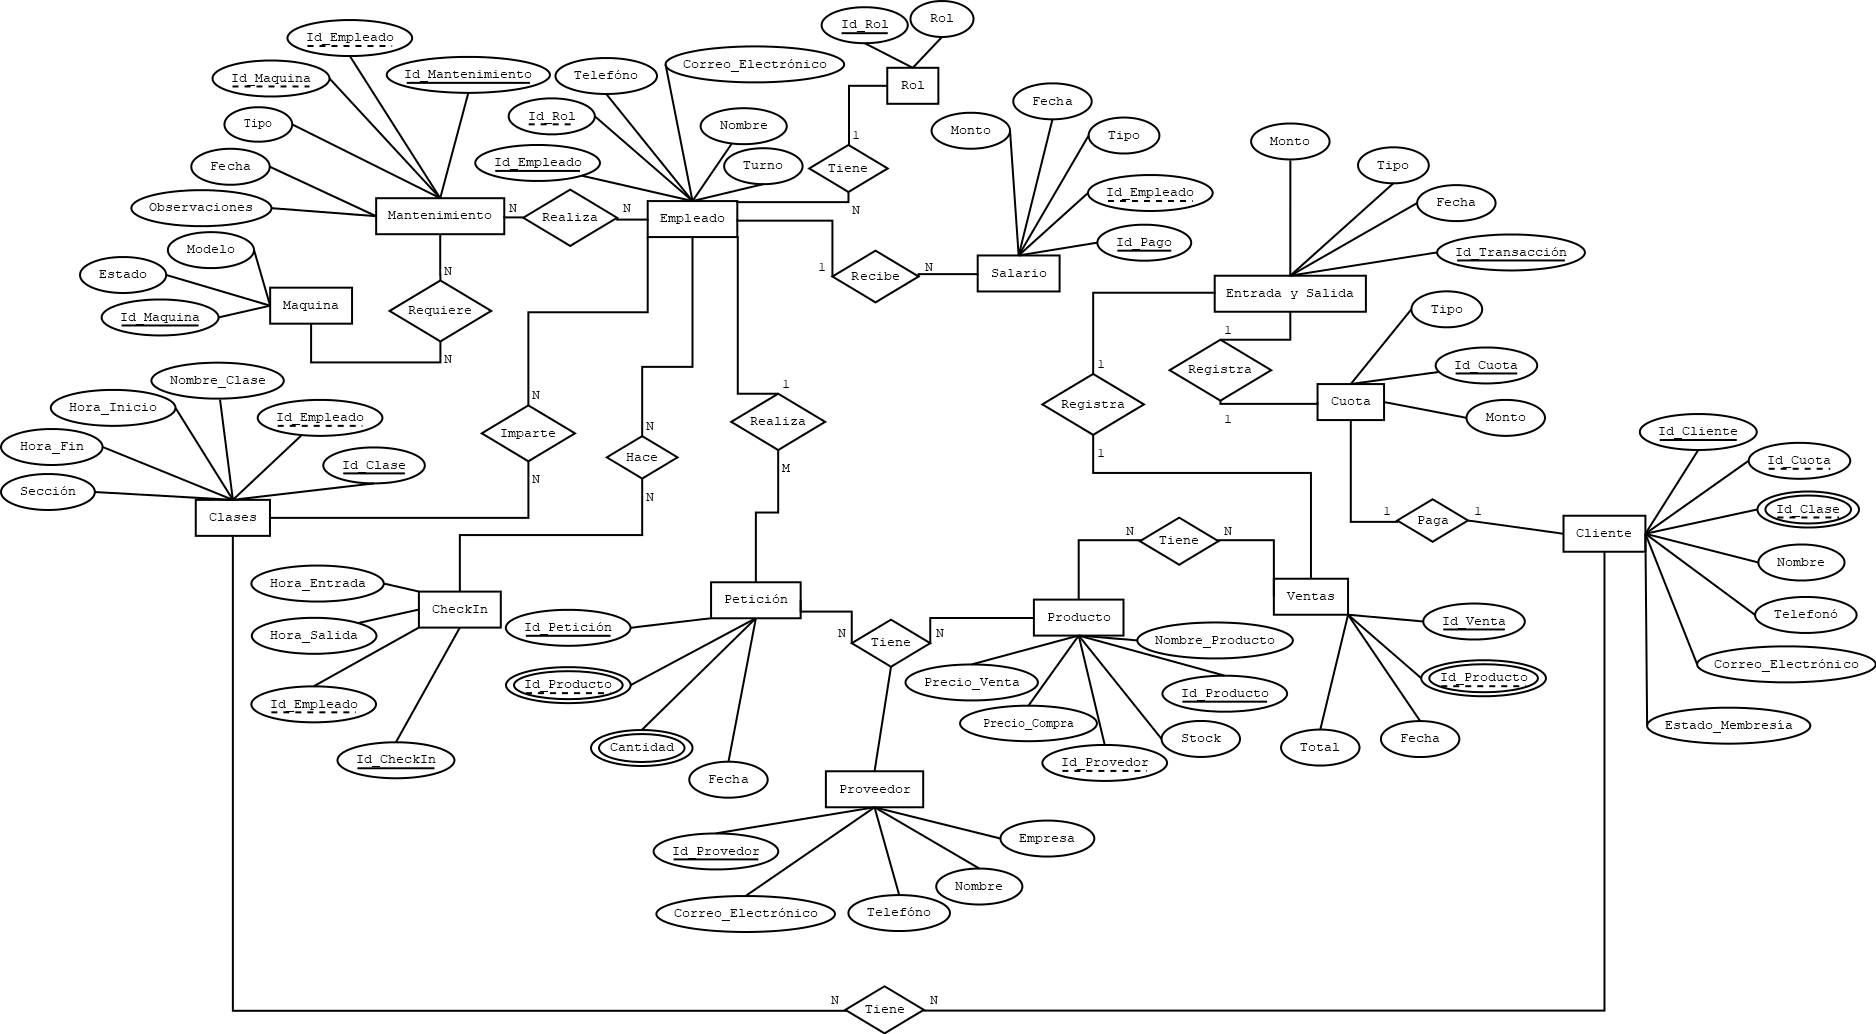 Id_Rol
Rol
Id_Empleado
Id_Mantenimiento
Telefóno
Correo_Electrónico
Id_Maquina
Rol
Fecha
Tipo
Id_Rol
Nombre
Monto
Tipo
Monto
1
Fecha
Id_Empleado
Turno
Tiene
Tipo
Observaciones
Mantenimiento
N
Realiza
N
Empleado
N
Id_Empleado
Fecha
Modelo
Id_Pago
Id_Transacción
Estado
N
1
Recibe
N
Salario
Maquina
Requiere
Entrada y Salida
Id_Maquina
Tipo
1
N
1
Registra
Id_Cuota
Nombre_Clase
1
Hora_Inicio
Id_Empleado
N
Registra
Cuota
Monto
1
Realiza
N
Id_Cliente
Hora_Fin
Imparte
Hace
1
Id_Cuota
Id_Clase
M
Sección
N
N
Id_Clase
Clases
1
Paga
1
N
Tiene
N
Cliente
Nombre
Hora_Entrada
Petición
Ventas
CheckIn
Producto
Telefonó
Id_Petición
N
Tiene
N
Id_Venta
Hora_Salida
Nombre_Producto
Correo_Electrónico
Id_Producto
Precio_Venta
Id_Producto
Id_Producto
Id_Empleado
Precio_Compra
Stock
Estado_Membresía
Cantidad
Total
Fecha
Id_CheckIn
Id_Provedor
Fecha
Proveedor
Empresa
Id_Provedor
Nombre
Correo_Electrónico
Telefóno
N
Tiene
N